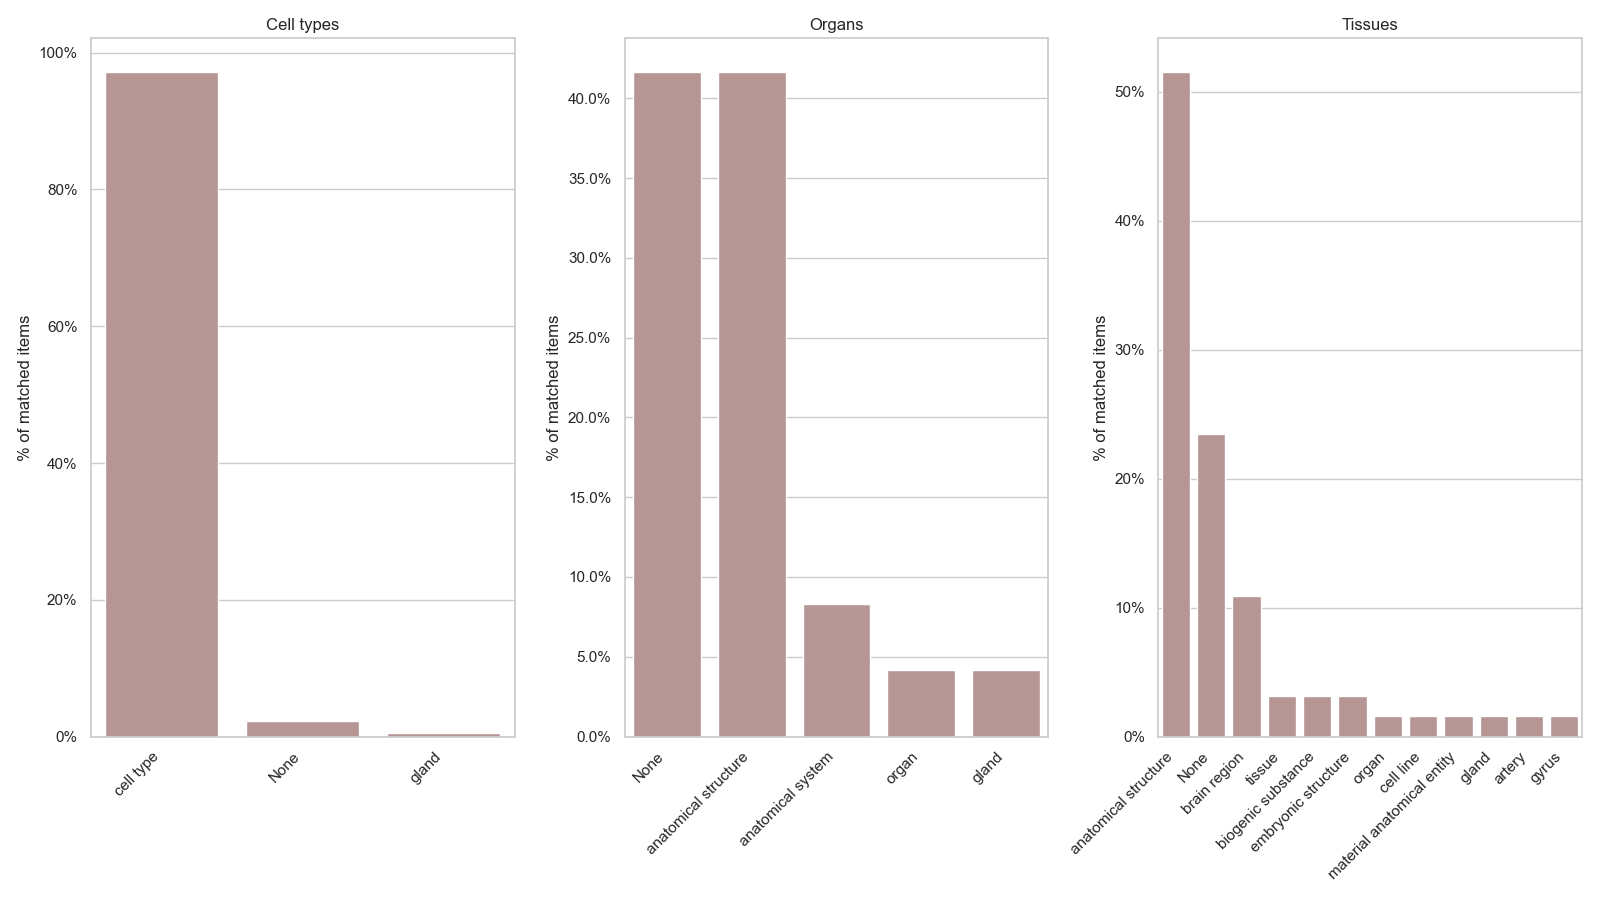 Cell types
Organs
Tissues
% of matched items
100%
80%
60%
40%
20%
0%
cell type
None
gland
% of matched items
40.0%
35.0%
30.0%
25.0%
20.0%
15.0%
10.0%
5.0%
0.0%
None
anatomical structure
anatomical system
organ
gland
% of matched items
50%
40%
30%
20%
10%
0%
anatomical structure
None
brain region
tissue
biogenic substance
embryonic structure
organ
cell line
material anatomical entity
gland
artery
gyrus